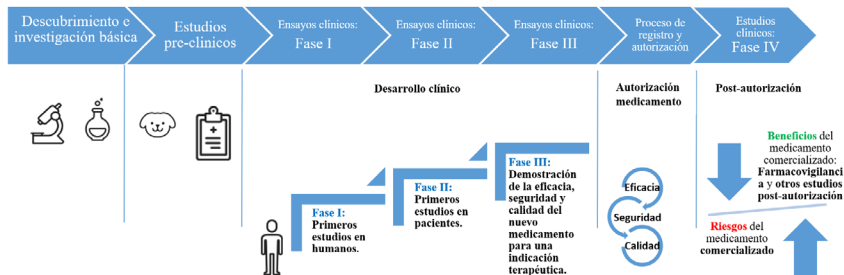 Descubrimiento e
investigación básica
Estudios
pre-clinicos
Ensayos clínicos:
Fase I
Ensayos clínicos:
Fase II
Ensayos clínicos:
Fase III
Proceso de
registro y
autorización
Estudios
clínicos:
Fase IV
Desarrollo clínico
Autorización
medicamento
Post-autorización
Fase I:
Primeros
estudios en
humanos.
Fase II:
Primeros
estudios en
pacientes.
Fase III:
Demostración
de la eficacia,
seguridad y
calidad del
nuevo
medicamento
para una
indicación
terapéutica.
Eficacia
Seguridad
Calidad
Beneficios del
medicamento
comercializado:
Farmacovigilanci
a y otros estudios
post-autorización
Riesgos del
medicamento
comercializado